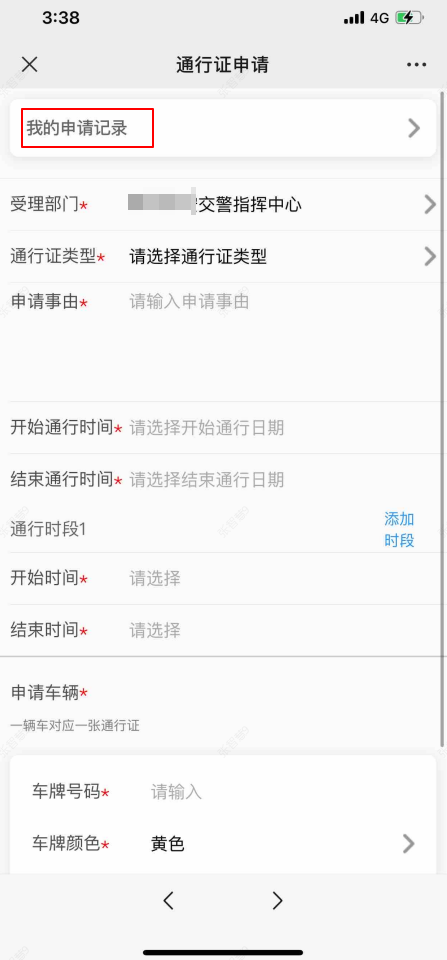 3:38
4G
通行证申请
我的申请记录
受理部门*
交警指挥中心
通行证类型* 请选择通行证类型
申请事由* 请输入申请事由
开始通行时间* 请选择开始通行日期
结束通行时间* 请选择结束通行日期
通行时段1
添加
时段
开始时间* 请选择
结束时间* 请选择
申请车辆*
一辆车对应一张通行证
车牌号码* 请输入
车牌颜色* 黄色